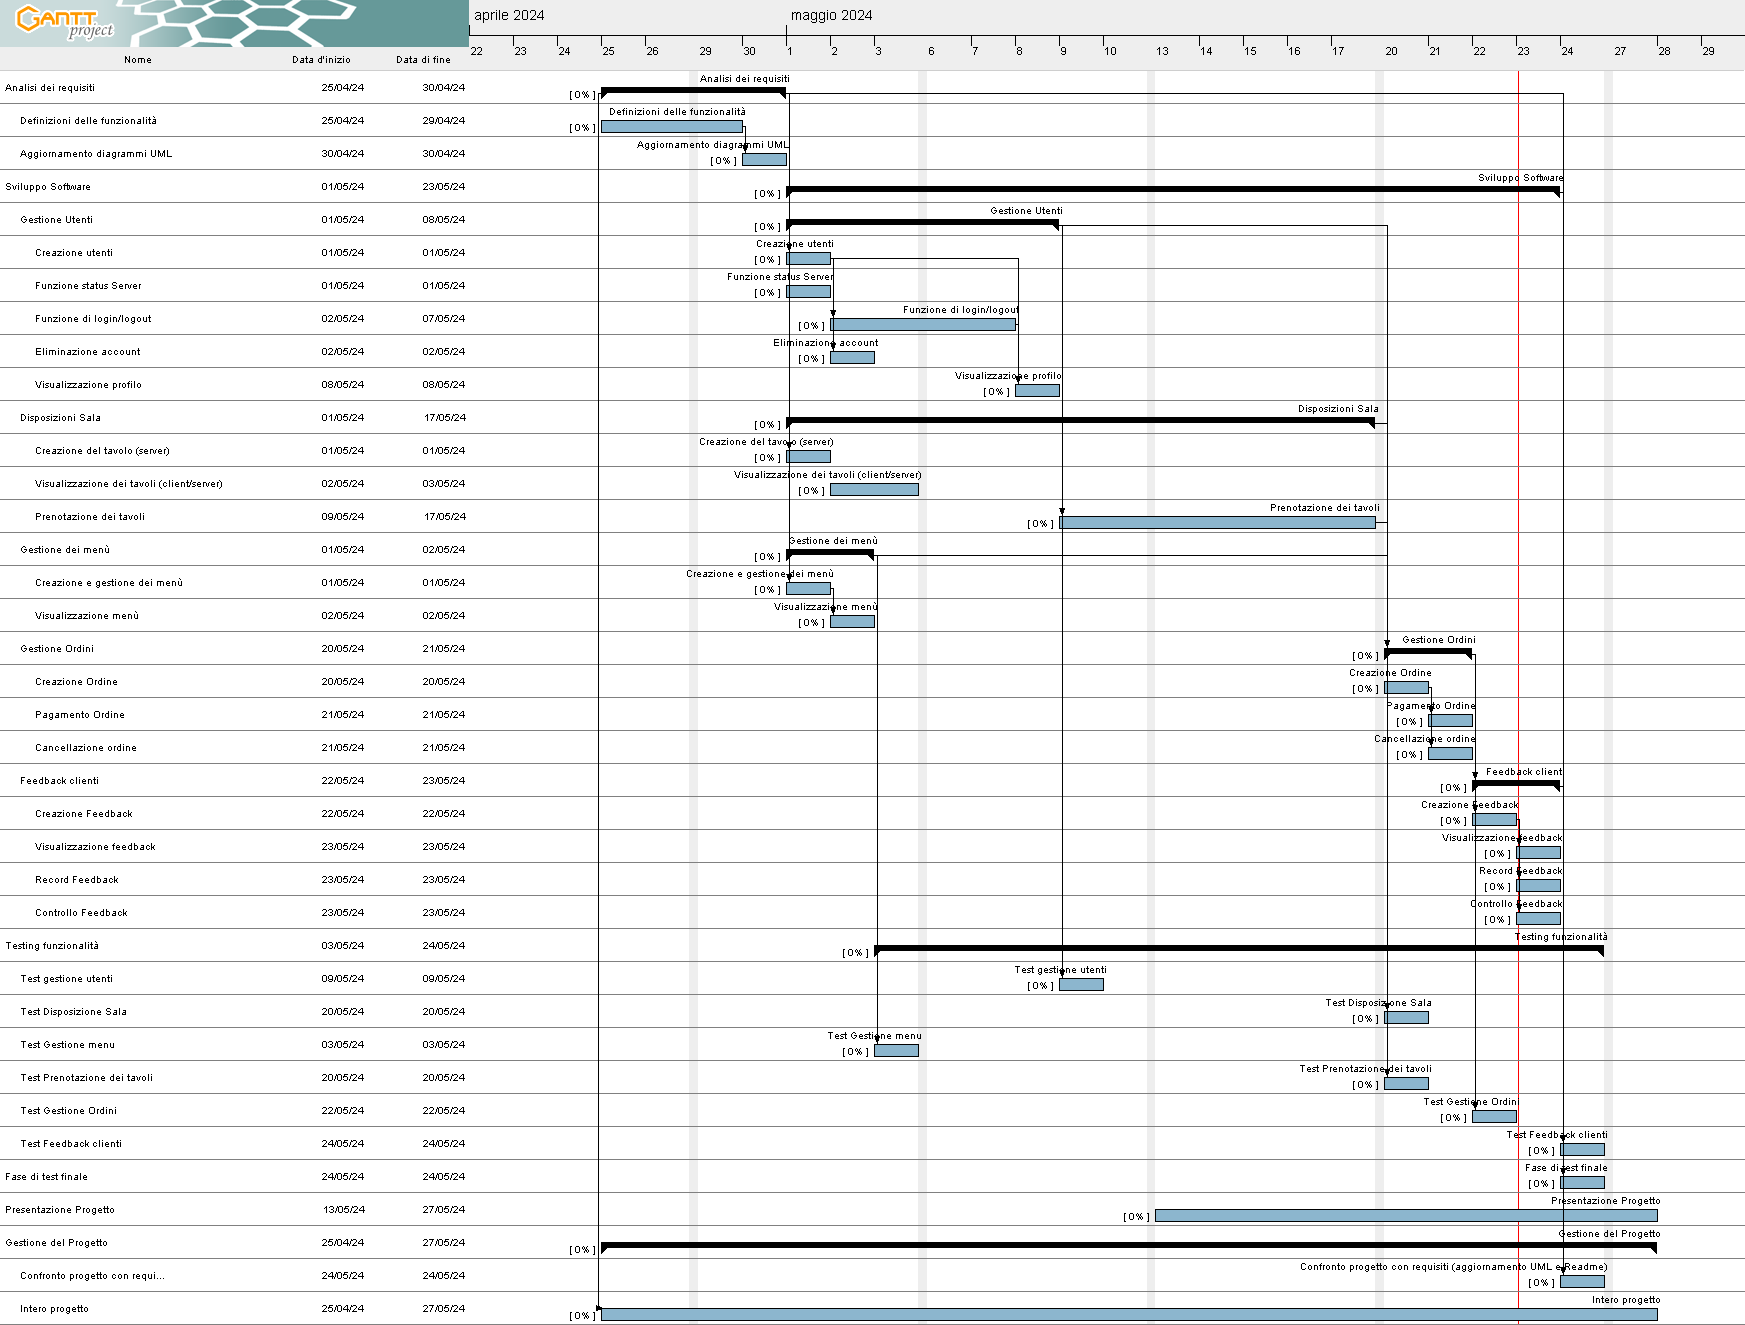 GANTT project
aprile 2024 maggio 2024
22 23 24 25 26 29 30 1 2 3 6 7 8 9 10 13 14 15 16 17 20 21 22 23 24 27 28 29
Nome Data d'inizio Data di fine
Analisi dei requisiti
Analisi dei requisiti 25/04/24 30/04/24 [ 0% ]
Definizioni delle funzionalità
Definizioni delle funzionalità 25/04/24 29/04/24 [ 0% ]
Aggiornamento diagrammi UML
Aggiornamento diagrammi UML 30/04/24 30/04/24 [ 0% ]
Sviluppo Software
Sviluppo Software 01/05/24 23/05/24 [ 0% ]
Gestione Utenti
Gestione Utenti 01/05/24 08/05/24 [ 0% ]
Creazione utenti
Creazione utenti 01/05/24 01/05/24 [ 0% ]
Funzione status Server
Funzione status Server 01/05/24 01/05/24 [ 0% ]
Funzione di login/logout
Funzione di login/logout 02/05/24 07/05/24 [ 0% ]
Eliminazione account
Eliminazione account 02/05/24 02/05/24 [ 0% ]
Visualizzazione profilo
Visualizzazione profilo 08/05/24 08/05/24 [ 0% ]
Disposizioni Sala
Disposizioni Sala 01/05/24 17/05/24 [ 0% ]
Creazione del tavolo (server)
Creazione del tavolo (server) 01/05/24 01/05/24 [ 0% ]
Visualizzazione dei tavoli (client/server)
Visualizzazione dei tavoli (client/server) 02/05/24 03/05/24 [ 0% ]
Prenotazione dei tavoli
Prenotazione dei tavoli 09/05/24 17/05/24 [ 0% ]
Gestione dei menù
Gestione dei menù 01/05/24 02/05/24 [ 0% ]
Creazione e gestione dei menù
Creazione e gestione dei menù 01/05/24 01/05/24 [ 0% ]
Visualizzazione menù
Visualizzazione menù 02/05/24 02/05/24 [ 0% ]
Gestione Ordini
Gestione Ordini 20/05/24 21/05/24 [ 0% ]
Creazione Ordine
Creazione Ordine 20/05/24 20/05/24 [ 0% ]
Pagamento Ordine
Pagamento Ordine 21/05/24 21/05/24 [ 0% ]
Cancellazione ordine
Cancellazione ordine 21/05/24 21/05/24 [ 0% ]
Feedback clienti
Feedback clienti 22/05/24 23/05/24 [ 0% ]
Creazione Feedback
Creazione Feedback 22/05/24 22/05/24 [ 0% ]
Visualizzazione feedback
Visualizzazione feedback 23/05/24 23/05/24 [ 0% ]
Record Feedback
Record Feedback 23/05/24 23/05/24 [ 0% ]
Controllo Feedback
Controllo Feedback 23/05/24 23/05/24 [ 0% ]
Testing funzionalità
Testing funzionalità 03/05/24 24/05/24 [ 0% ]
Test gestione utenti
Test gestione utenti 09/05/24 09/05/24 [ 0% ]
Test Disposizione Sala
Test Disposizione Sala 20/05/24 20/05/24 [ 0% ]
Test Gestione menu
Test Gestione menu 03/05/24 03/05/24 [ 0% ]
Test Prenotazione dei tavoli
Test Prenotazione dei tavoli 20/05/24 20/05/24 [ 0% ]
Test Gestione Ordini
Test Gestione Ordini 22/05/24 22/05/24 [ 0% ]
Test Feedback clienti
Test Feedback clienti 24/05/24 24/05/24 [ 0% ]
Fase di test finale
Fase di test finale 24/05/24 24/05/24 [ 0% ]
Presentazione Progetto
Presentazione Progetto 13/05/24 27/05/24 [ 0% ]
Gestione del Progetto
Gestione del Progetto 25/04/24 27/05/24 [ 0% ]
Confronto progetto con requisiti (aggiornamento UML e Readme)
Confronto progetto con requi... 24/05/24 24/05/24 [ 0% ]
Intero progetto
Intero progetto 25/04/24 27/05/24 [ 0% ]